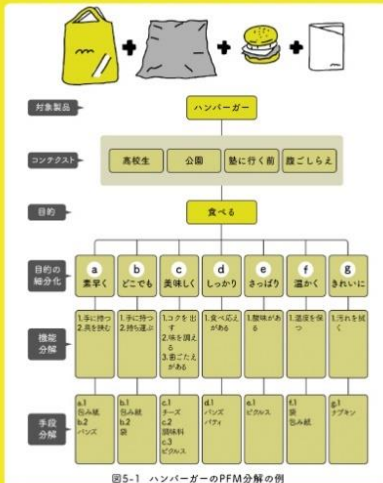 対象製品
ハンバーガー
コンテクスト
高校生
公園
塾に行く前
腹ごしらえ
目的
食べる
目的の
細分化
a
素早く
b
どこでも
c
美味しく
d
しっかり
e
さっぱり
f
温かく
g
きれいに
機能
分解
1.手に持つ
2.具を挟む
1.手に持つ
2.持ち運ぶ
1.コクを出
す
2.味を調え
る
3.歯ごたえ
がある
1.食べ応え
がある
1.酸味があ
る
1.温度を保
つ
1.汚れを拭
く
手段
分解
a.1
包み紙
b.2
バンズ
b.1
包み紙
b.2
袋
c.1
チーズ
c.2
調味料
c.3
ピクルス
d.1
バンズ
パティ
e.1
ピクルス
f.1
袋
包み紙
g.1
ナプキン
図5-1 ハンバーガーのPFM分解の例